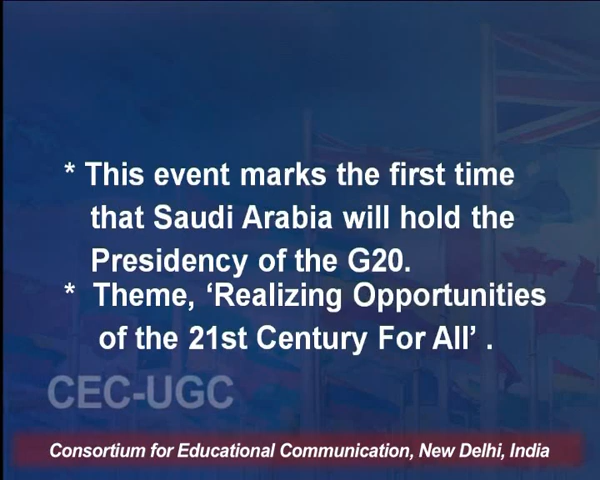 * This event marks the first time
that Saudi Arabia will hold the
Presidency of the G20.
* Theme, ‘Realizing Opportunities
of the 21st Century For All’ .
CEC-UGC
Consortium for Educational Communication, New Delhi, India